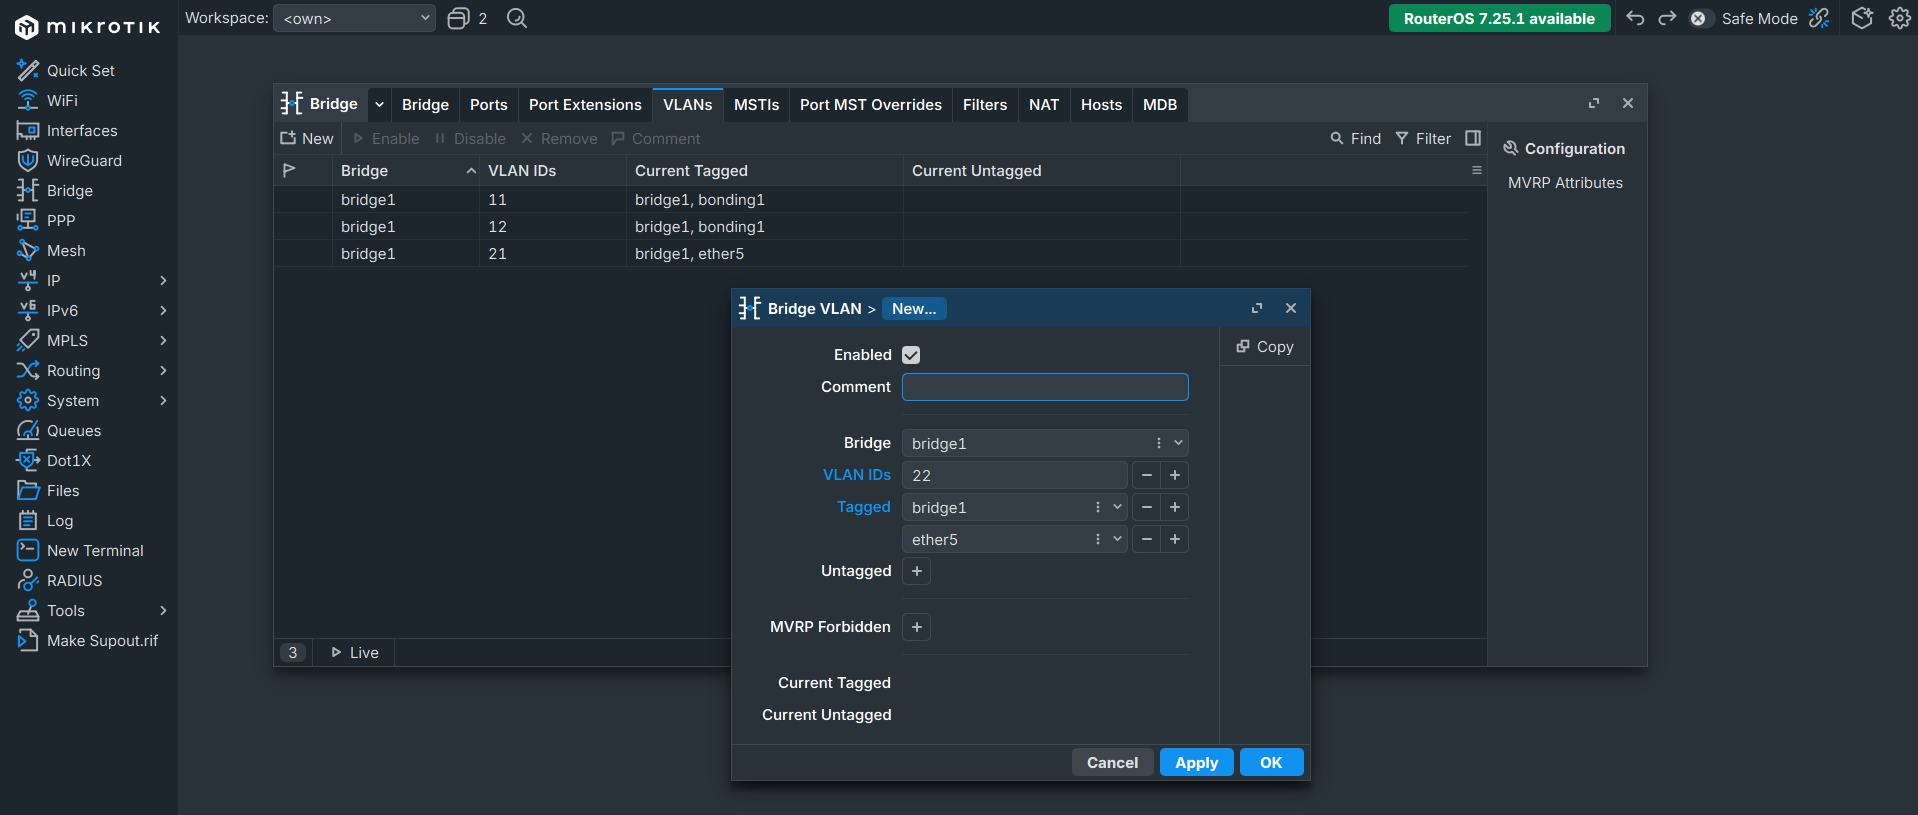 MikroTik
Workspace: <own> 2
RouterOS 7.25.1 available
Safe Mode
Quick Set
WiFi
Interfaces
WireGuard
Bridge
PPP
Mesh
v4 IP
v6 IPv6
MPLS
Routing
System
Queues
Dot1X
Files
Log
New Terminal
RADIUS
Tools
Make Supout.rif
Bridge Bridge Ports Port Extensions VLANs MSTIs Port MST Overrides Filters NAT Hosts MDB
New Enable Disable Remove Comment Find Filter
Bridge VLAN IDs Current Tagged Current Untagged
bridge1 11 bridge1, bonding1
bridge1 12 bridge1, bonding1
bridge1 21 bridge1, ether5
3 Live
Configuration
MVRP Attributes
Bridge VLAN > New...
Copy
Enabled
Comment
Bridge bridge1
VLAN IDs 22
Tagged bridge1
ether5
Untagged
MVRP Forbidden
Current Tagged
Current Untagged
Cancel Apply OK